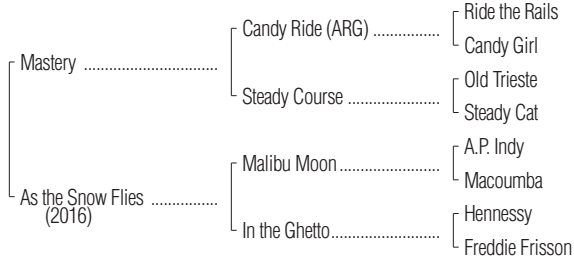 Ride the Rails
Candy Ride (ARG) ................
Candy Girl
Mastery ................................
Old Trieste
Steady Course ......................
Steady Cat
A.P. Indy
Malibu Moon ........................
Macoumba
As the Snow Flies ................
(2016)
Hennessy
In the Ghetto..........................
Freddie Frisson